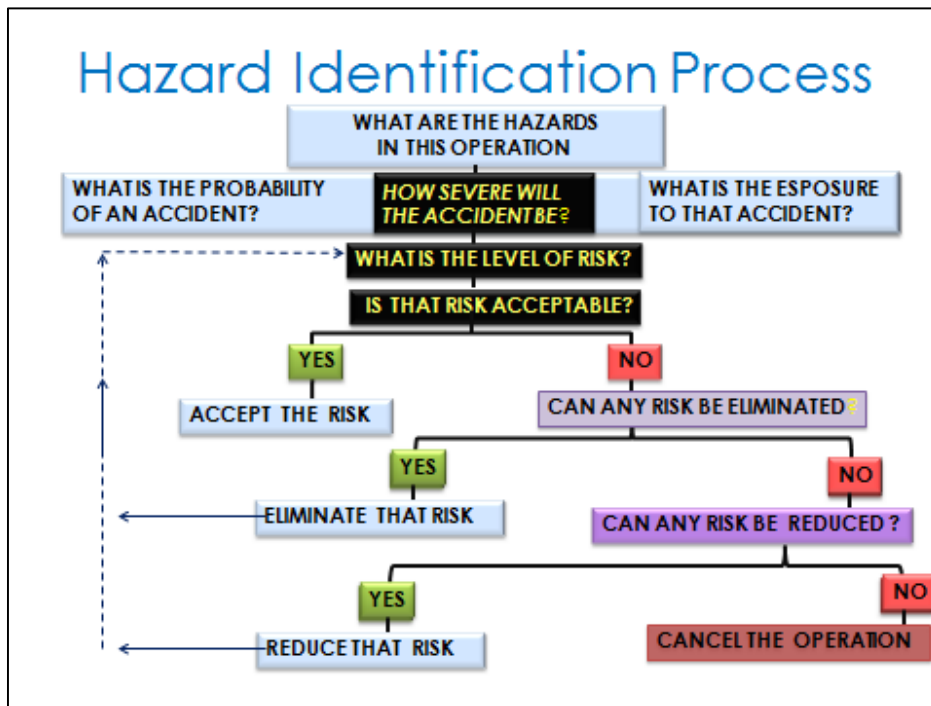 Hazard Identification Process
WHAT ARE THE HAZARDS
IN THIS OPERATION
WHAT IS THE PROBABILITY
OF AN ACCIDENT?
HOW SEVERE WILL
THE ACCIDENT BE?
WHAT IS THE ESPOSURE
TO THAT ACCIDENT?
WHAT IS THE LEVEL OF RISK?
IS THAT RISK ACCEPTABLE?
YES
NO
ACCEPT THE RISK
CAN ANY RISK BE ELIMINATED?
YES
NO
ELIMINATE THAT RISK
CAN ANY RISK BE REDUCED ?
YES
NO
REDUCE THAT RISK
CANCEL THE OPERATION